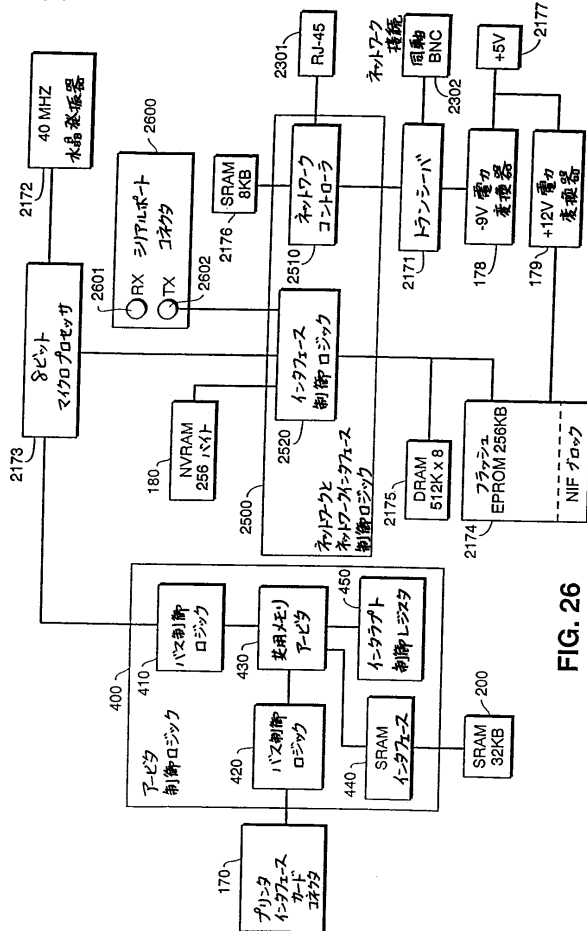 2172
40 MHZ
水晶発振器
2173
8ビット
マイクロプロセッサ
2600
シリアルポート
コネクタ
2601
RX
TX
2602
2176
SRAM
8KB
2301
RJ-45
ネットワーク
接続
同軸
BNC
2302
2510
ネットワーク
コントローラ
2171
トランシーバ
2177
+5V
-9V 電力
変換器
178
+12V 電力
変換器
179
180
NVRAM
256 バイト
2520
インタフェース
制御ロジック
2500
ネットワークと
ネットワークインタフェース
制御ロジック
2175
DRAM
512K x 8
2174
フラッシュ
EPROM 256KB
NIF ブロック
400
アービタ
制御ロジック
410
バス制御
ロジック
430
共用メモリ
アービタ
450
インタラプト
制御レジスタ
420
バス制御
ロジック
440
SRAM
インタフェース
200
SRAM
32KB
170
プリンタ
インタフェース
カード
コネクタ
FIG. 26